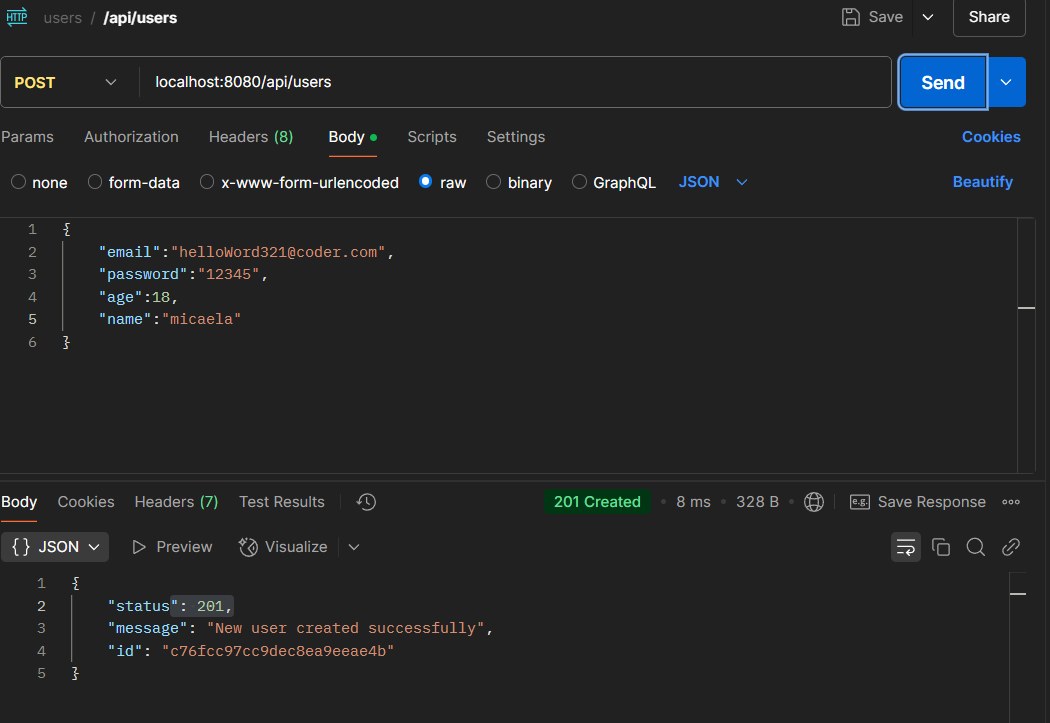 HTTP users / /api/users Save Share
POST localhost:8080/api/users Send
Params Authorization Headers (8) Body Scripts Settings Cookies
none form-data x-www-form-urlencoded raw binary GraphQL JSON Beautify
1 {
2 "email":"helloWord321@coder.com",
3 "password":"12345",
4 "age":18,
5 "name":"micaela"
6 }
Body Cookies Headers (7) Test Results 201 Created • 8 ms • 328 B • e.g. Save Response
{} JSON Preview Visualize
1 {
2 "status": 201,
3 "message": "New user created successfully",
4 "id": "c76fcc97cc9dec8ea9eeae4b"
5 }